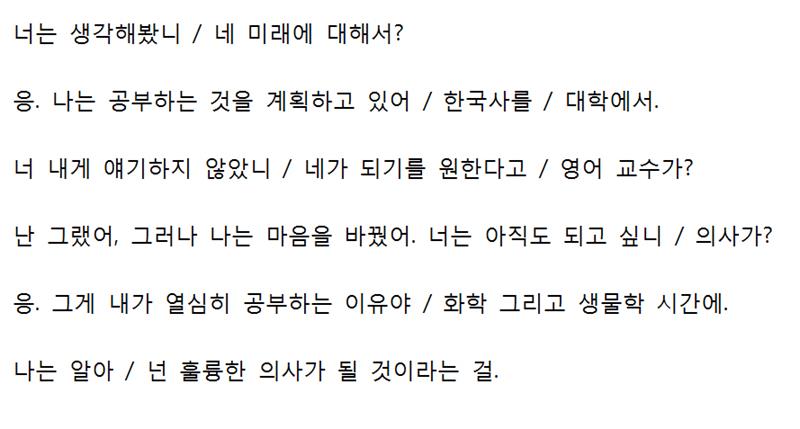 너는 생각해봤니 / 네 미래에 대해서?
응. 나는 공부하는 것을 계획하고 있어 / 한국사를 / 대학에서.
너 내게 얘기하지 않았니 / 네가 되기를 원한다고 / 영어 교수가?
난 그랬어, 그러나 나는 마음을 바꿨어. 너는 아직도 되고 싶니 / 의사가?
응. 그게 내가 열심히 공부하는 이유야 / 화학 그리고 생물학 시간에.
나는 알아 / 넌 훌륭한 의사가 될 것이라는 걸.